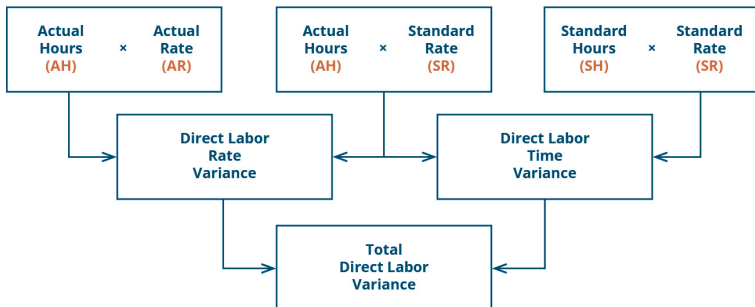 Actual
Hours
(AH)
×
Actual
Rate
(AR)
Actual
Hours
(AH)
×
Standard
Rate
(SR)
Standard
Hours
(SH)
×
Standard
Rate
(SR)
Direct Labor
Rate
Variance
Direct Labor
Time
Variance
Total
Direct Labor
Variance